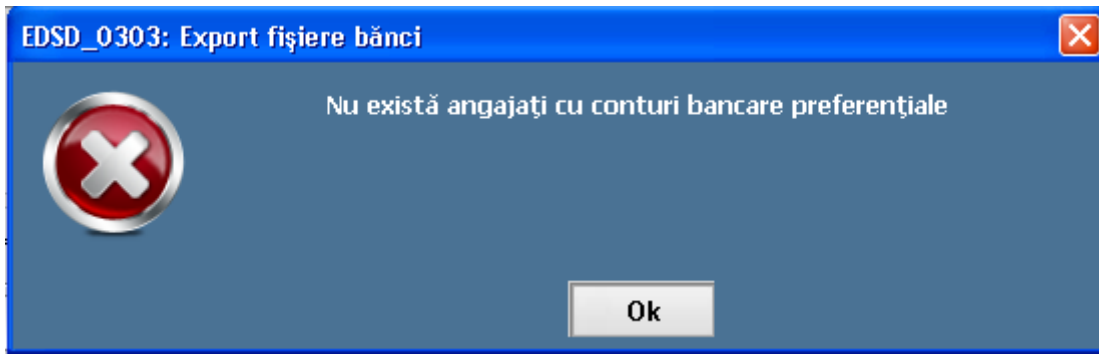 EDSD_0303: Export fişiere bănci
Nu există angajaţi cu conturi bancare preferenţiale
Ok